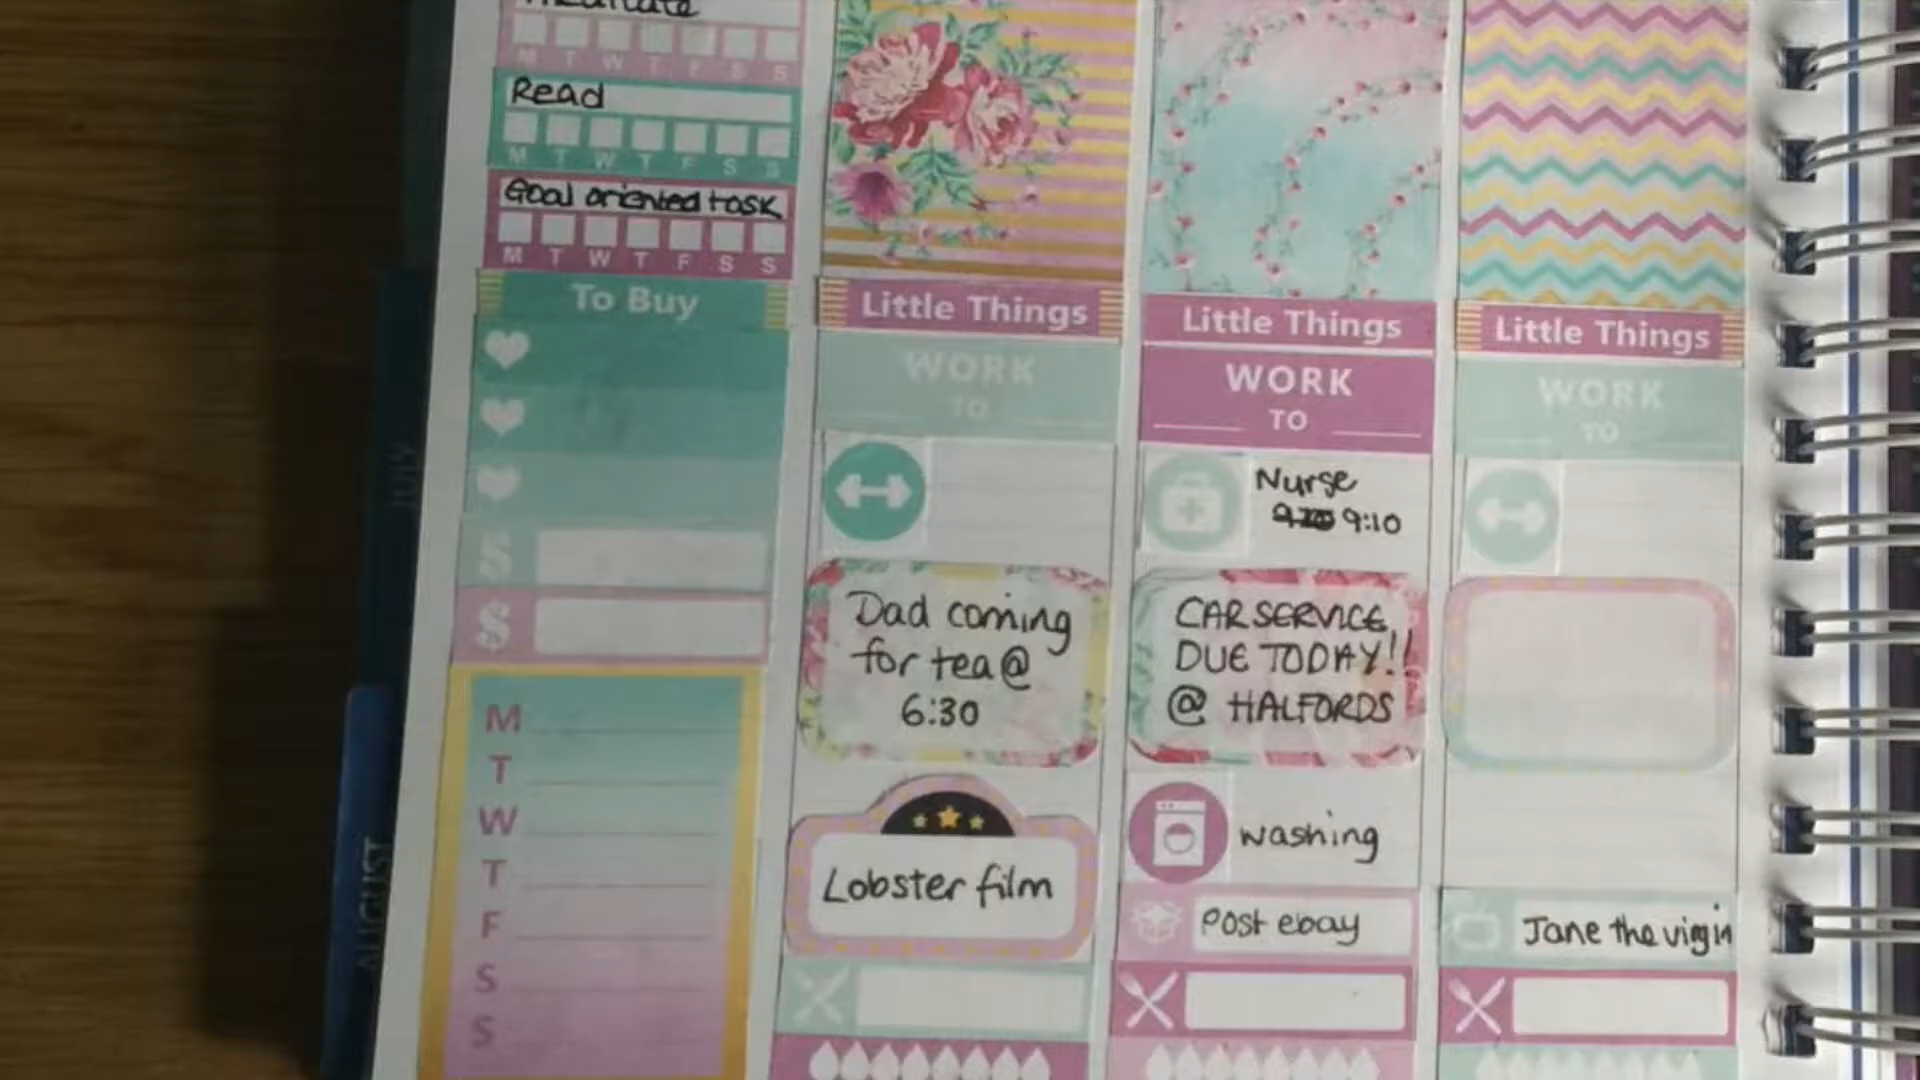 Meditate
M T W T F S S
Read
M T W T F S S
Goal oriented task
M T W T F S S
To Buy
$
$
M
T
W
T
F
S
S
Little Things
WORK
TO
Dad coming
for tea @
6:30
Lobster film
Little Things
WORK
TO
Nurse
9:10
CAR SERVICE
DUE TODAY!!
@ HALFORDS
washing
Post ebay
Little Things
WORK
TO
Jane the virgin
JULY
AUGUST